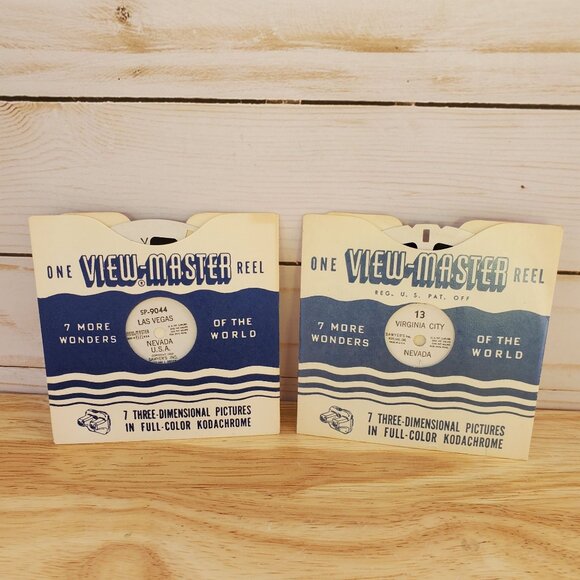 ONE VIEW-MASTER REEL
®
SP-9044
LAS VEGAS
NEVADA
U.S.A.
SAWYER'S INC.
7 MORE
WONDERS
OF THE
WORLD
7 THREE-DIMENSIONAL PICTURES
IN FULL-COLOR KODACHROME
ONE VIEW-MASTER REEL
REG. U. S. PAT. OFF
13
VIRGINIA CITY
NEVADA
7 MORE
WONDERS
OF THE
WORLD
7 THREE-DIMENSIONAL PICTURES
IN FULL-COLOR KODACHROME